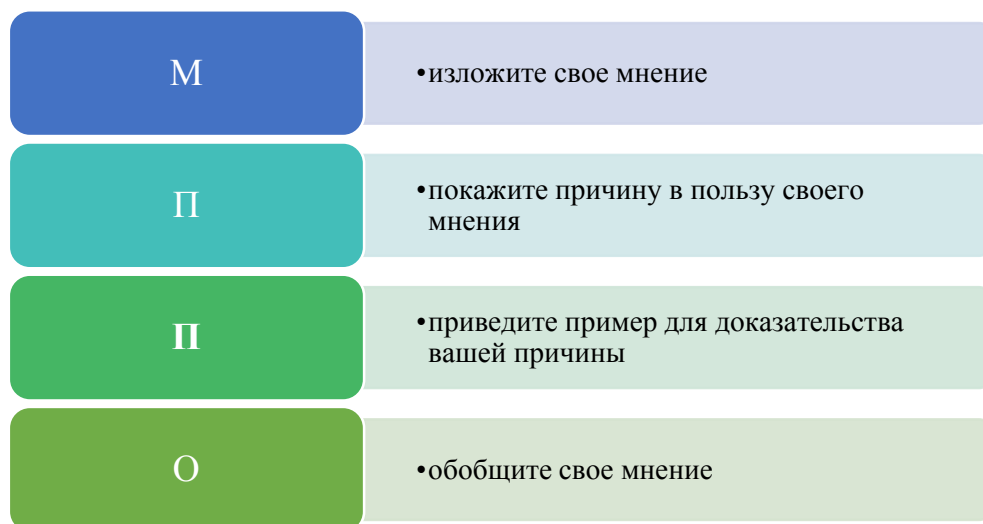 М
•изложите свое мнение
П
•покажите причину в пользу своего
мнения
П
•приведите пример для доказательства
вашей причины
О
•обобщите свое мнение